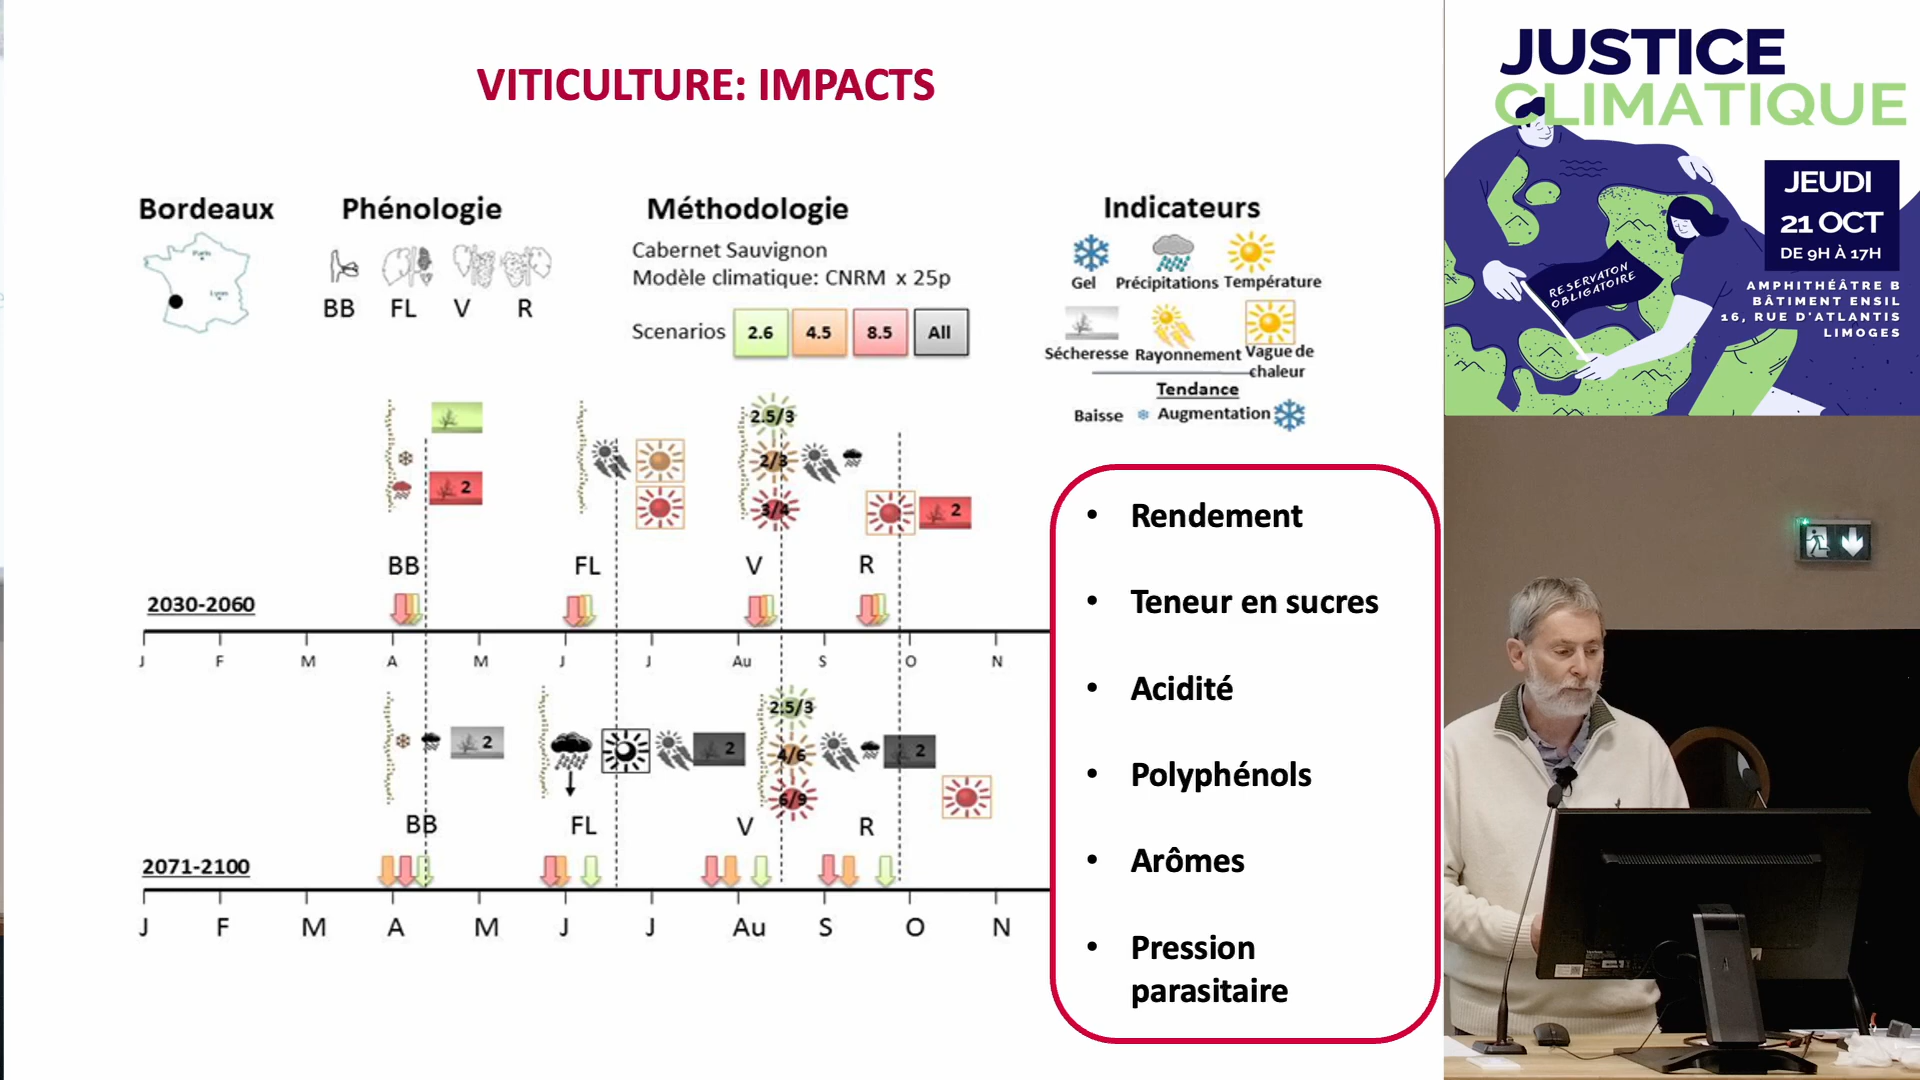 VITICULTURE: IMPACTS
Bordeaux
Phénologie
Méthodologie
Indicateurs
Paris
Lyon
BB FL V R
Cabernet Sauvignon
Modèle climatique: CNRM x 25p
Scenarios 2.6 4.5 8.5 All
Gel Précipitations Température
Sécheresse Rayonnement Vague de
chaleur
Tendance
Baisse Augmentation
2.5/3
2/3
2
3/4
2
BB FL V R
2030-2060
J F M A M J J Au S O N
2.5/3
2
2
4/6
2
6/9
BB FL V R
2071-2100
J F M A M J J Au S O N
• Rendement
• Teneur en sucres
• Acidité
• Polyphénols
• Arômes
• Pression
parasitaire
JUSTICE
CLIMATIQUE
JEUDI
21 OCT
DE 9H À 17H
RESERVATON
OBLIGATOIRE
AMPHITHÉÂTRE B
BÂTIMENT ENSIL
16, RUE D'ATLANTIS
LIMOGES